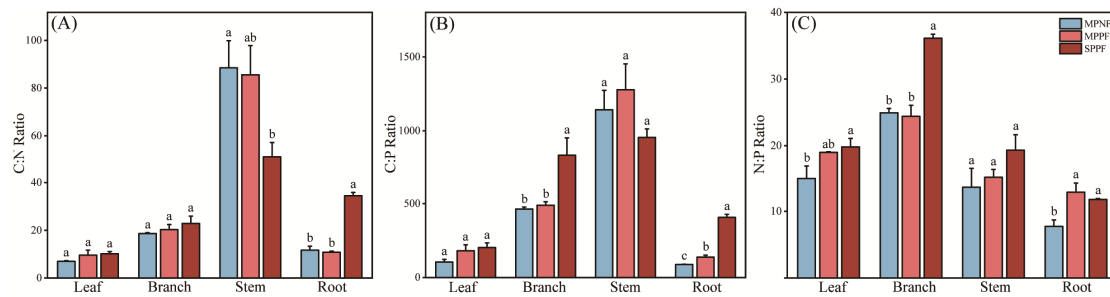 (A)
C:N Ratio
100
80
60
40
20
0
a a a
a a a
a ab b
b b a
Leaf Branch Stem Root
(B)
C:P Ratio
1500
1000
500
0
a a a
b b a
a a a
c b a
Leaf Branch Stem Root
(C)
N:P Ratio
40
30
20
10
b ab a
b b a
a a a
b a a
Leaf Branch Stem Root
MPNF
MPPF
SPPF